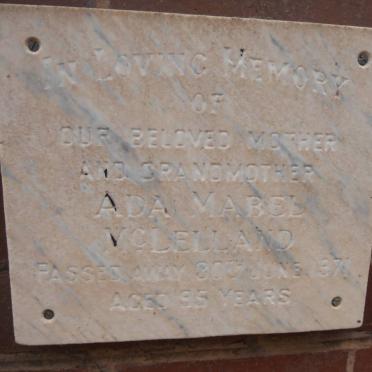 IN LOVING MEMORY
OF
OUR BELOVED MOTHER
AND GRANDMOTHER
ADA MABEL
MCLELLAND
PASSED AWAY 30TH JUNE 1971
AGED 95 YEARS